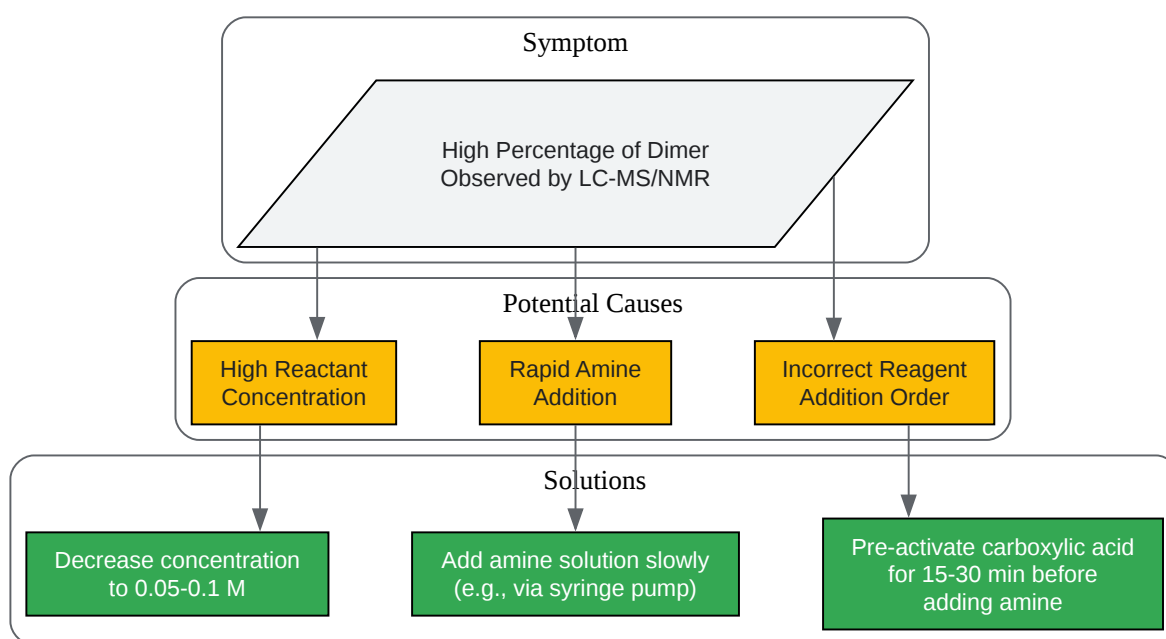 Symptom
High Percentage of Dimer
Observed by LC-MS/NMR
Potential Causes
High Reactant
Concentration
Rapid Amine
Addition
Incorrect Reagent
Addition Order
Solutions
Decrease concentration
to 0.05-0.1 M
Add amine solution slowly
(e.g., via syringe pump)
Pre-activate carboxylic acid
for 15-30 min before
adding amine